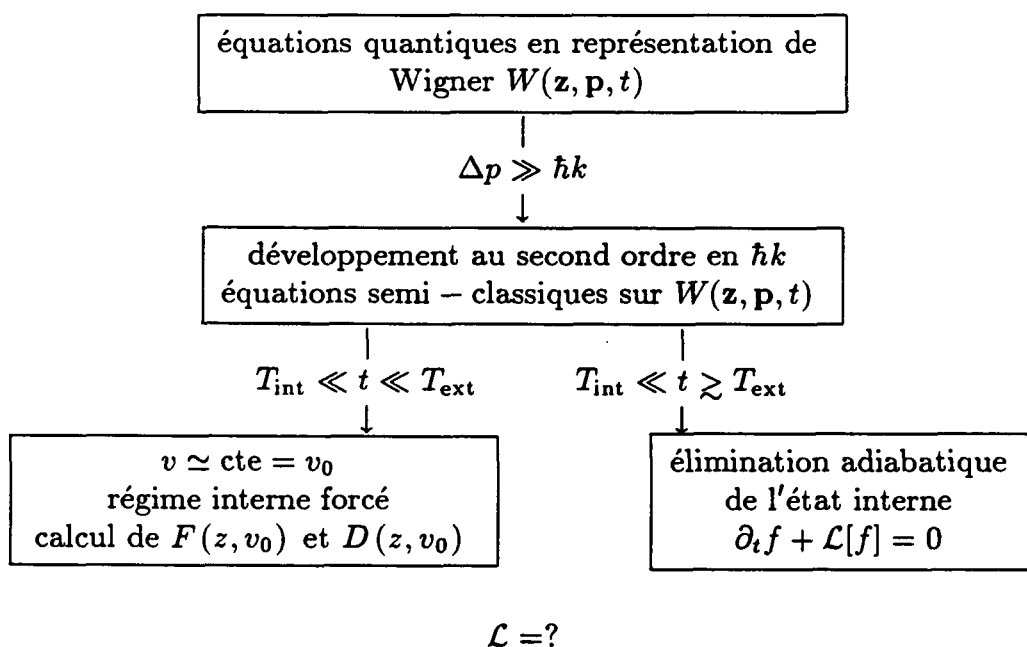 équations quantiques en représentation de
Wigner W(z, p, t)
Δp ≫ ℏk
développement au second ordre en ℏk
équations semi – classiques sur W(z, p, t)
T_int ≪ t ≪ T_ext
T_int ≪ t ≳ T_ext
v ≃ cte = v₀
régime interne forcé
calcul de F(z, v₀) et D(z, v₀)
élimination adiabatique
de l'état interne
∂ₜf + ℒ[f] = 0
ℒ =?